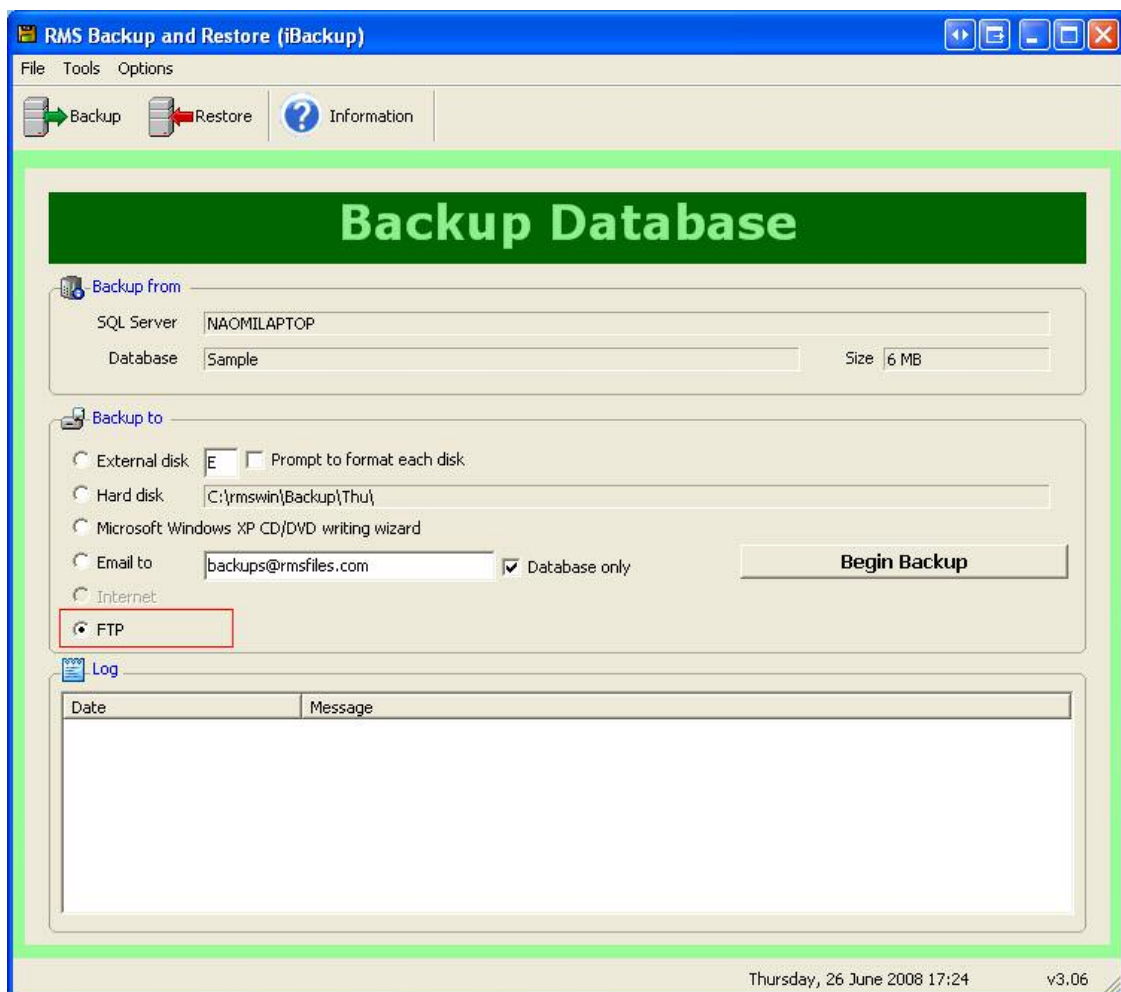 RMS Backup and Restore (iBackup)
File Tools Options
Backup Restore Information
Backup Database
Backup from
SQL Server NAOMILAPTOP
Database Sample Size 6 MB
Backup to
External disk E Prompt to format each disk
Hard disk C:\rmswin\Backup\Thu\
Microsoft Windows XP CD/DVD writing wizard
Email to backups@rmsfiles.com Database only Begin Backup
Internet
FTP
Log
Date Message
Thursday, 26 June 2008 17:24 v3.06